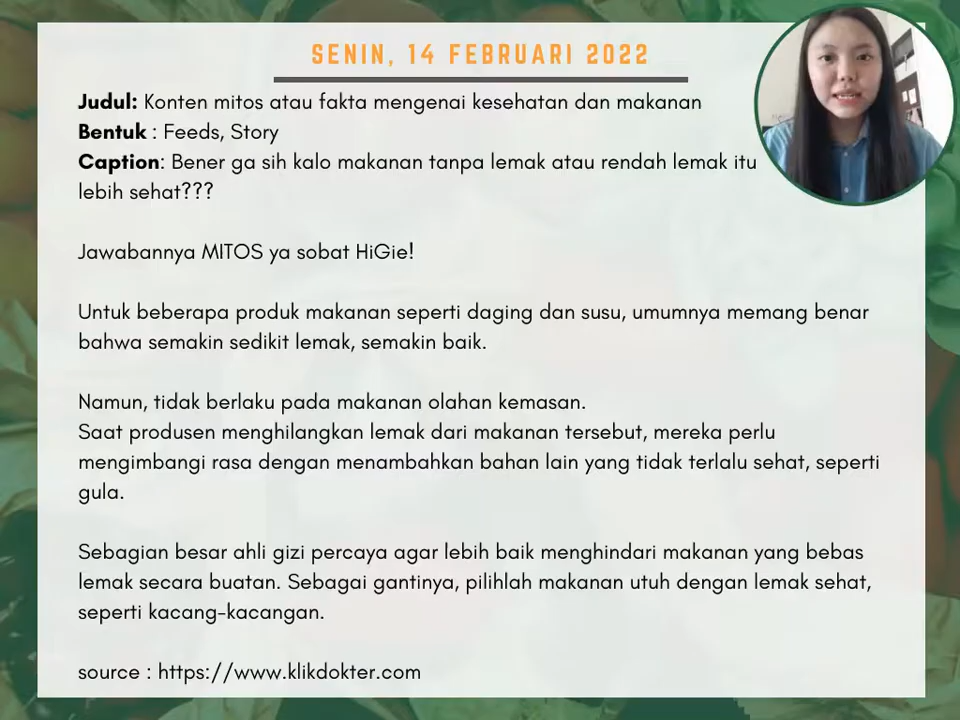 SENIN, 14 FEBRUARI 2022
Judul: Konten mitos atau fakta mengenai kesehatan dan makanan
Bentuk : Feeds, Story
Caption: Bener ga sih kalo makanan tanpa lemak atau rendah lemak itu
lebih sehat???
Jawabannya MITOS ya sobat HiGie!
Untuk beberapa produk makanan seperti daging dan susu, umumnya memang benar
bahwa semakin sedikit lemak, semakin baik.
Namun, tidak berlaku pada makanan olahan kemasan.
Saat produsen menghilangkan lemak dari makanan tersebut, mereka perlu
mengimbangi rasa dengan menambahkan bahan lain yang tidak terlalu sehat, seperti
gula.
Sebagian besar ahli gizi percaya agar lebih baik menghindari makanan yang bebas
lemak secara buatan. Sebagai gantinya, pilihlah makanan utuh dengan lemak sehat,
seperti kacang-kacangan.
source : https://www.klikdokter.com